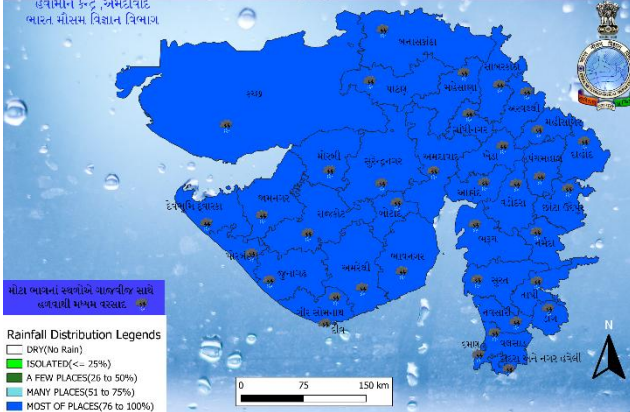 હવામાન કેન્દ્ર ,અમદાવાદ
ભારત મૌસમ વિજ્ઞાન વિભાગ
બનાસકાંઠા
પાટણ
મહેસાણા
સાબરકાંઠા
અરવલ્લી
કચ્છ
ગાંધીનગર
મહીસાગર
મોરબી
સુરેન્દ્રનગર
અમદાવાદ
ખેડા
પંચમહાલ
દાહોદ
જામનગર
રાજકોટ
બોટાદ
આણંદ
વડોદરા
છોટા ઉદેપુર
દેવભૂમિ દ્વારકા
પોરબંદર
જુનાગઢ
અમરેલી
ભાવનગર
ભરૂચ
નર્મદા
ગીર સોમનાથ
દીવ
સુરત
તાપી
નવસારી
ડાંગ
વલસાડ
દમણ
દાદરા અને નગર હવેલી
મોટા ભાગનાં સ્થળોએ ગાજવીજ સાથે
હળવાથી મધ્યમ વરસાદ
Rainfall Distribution Legends
DRY(No Rain)
ISOLATED(<= 25%)
A FEW PLACES(26 to 50%)
MANY PLACES(51 to 75%)
MOST OF PLACES(76 to 100%)
0 75 150 km
N